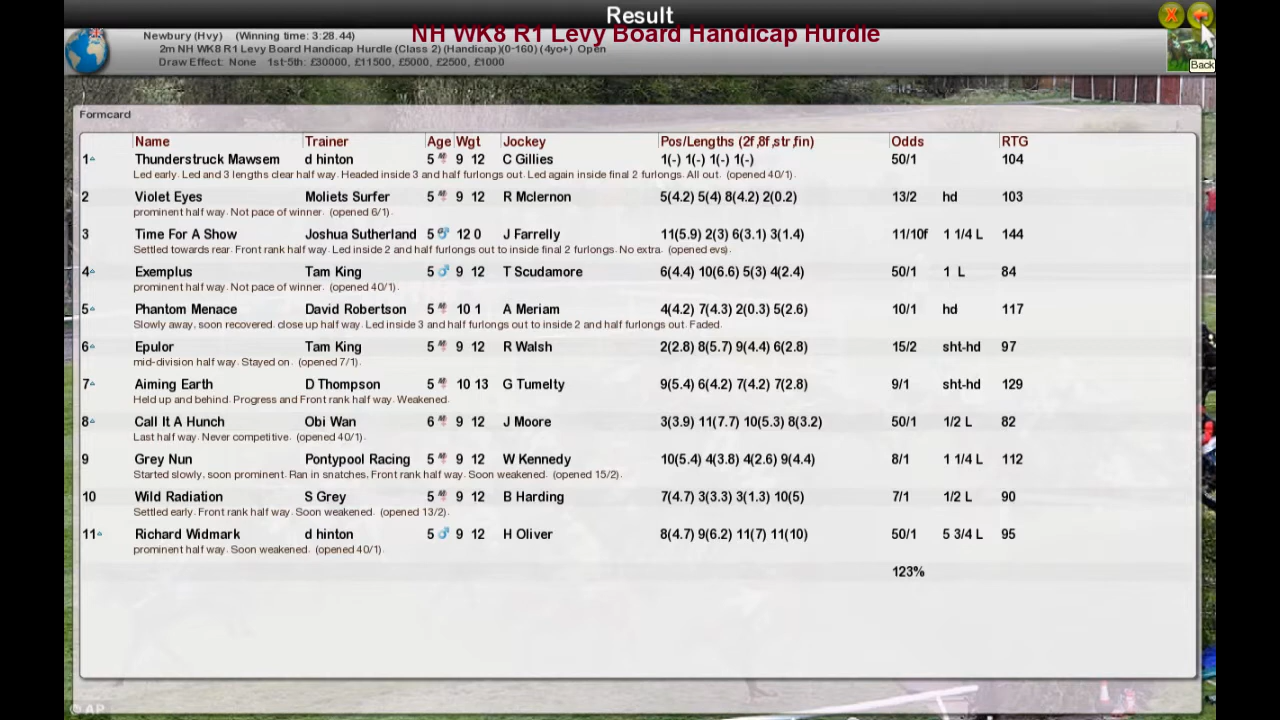 Result
NH WK8 R1 Levy Board Handicap Hurdle
Newbury (Hvy) (Winning time: 3:28.44)
2m NH WK8 R1 Levy Board Handicap Hurdle (Class 2) (Handicap)(0-160) (4yo+) Open
Draw Effect: None 1st-5th: £30000, £11500, £5000, £2500, £1000
Back
Formcard
Name Trainer Age Wgt Jockey Pos/Lengths (2f,8f,str,fin) Odds RTG
1 Thunderstruck Mawsem d hinton 5 9 12 C Gillies 1(-) 1(-) 1(-) 1(-) 50/1 104
Led early. Led and 3 lengths clear half way. Headed inside 3 and half furlongs out. Led again inside final 2 furlongs. All out. (opened 40/1).
2 Violet Eyes Moliets Surfer 5 9 12 R Mclernon 5(4.2) 5(4) 8(4.2) 2(0.2) 13/2 hd 103
prominent half way. Not pace of winner. (opened 6/1).
3 Time For A Show Joshua Sutherland 5 12 0 J Farrelly 11(5.9) 2(3) 6(3.1) 3(1.4) 11/10f 1 1/4 L 144
Settled towards rear. Front rank half way. Led inside 2 and half furlongs out to inside final 2 furlongs. No extra. (opened evs).
4 Exemplus Tam King 5 9 12 T Scudamore 6(4.4) 10(6.6) 5(3) 4(2.4) 50/1 1 L 84
prominent half way. Not pace of winner. (opened 40/1).
5 Phantom Menace David Robertson 5 10 1 A Meriam 4(4.2) 7(4.3) 2(0.3) 5(2.6) 10/1 hd 117
Slowly away, soon recovered. close up half way. Led inside 3 and half furlongs out to inside 2 and half furlongs out. Faded.
6 Epulor Tam King 5 9 12 R Walsh 2(2.8) 8(5.7) 9(4.4) 6(2.8) 15/2 sht-hd 97
mid-division half way. Stayed on. (opened 7/1).
7 Aiming Earth D Thompson 5 10 13 G Tumelty 9(5.4) 6(4.2) 7(4.2) 7(2.8) 9/1 sht-hd 129
Held up and behind. Progress and Front rank half way. Weakened.
8 Call It A Hunch Obi Wan 6 9 12 J Moore 3(3.9) 11(7.7) 10(5.3) 8(3.2) 50/1 1/2 L 82
Last half way. Never competitive. (opened 40/1).
9 Grey Nun Pontypool Racing 5 9 12 W Kennedy 10(5.4) 4(3.8) 4(2.6) 9(4.4) 8/1 1 1/4 L 112
Started slowly, soon prominent. Ran in snatches, Front rank half way. Soon weakened. (opened 15/2).
10 Wild Radiation S Grey 5 9 12 B Harding 7(4.7) 3(3.3) 3(1.3) 10(5) 7/1 1/2 L 90
Settled early. Front rank half way. Soon weakened. (opened 13/2).
11 Richard Widmark d hinton 5 9 12 H Oliver 8(4.7) 9(6.2) 11(7) 11(10) 50/1 5 3/4 L 95
prominent half way. Soon weakened. (opened 40/1).
123%
© AP